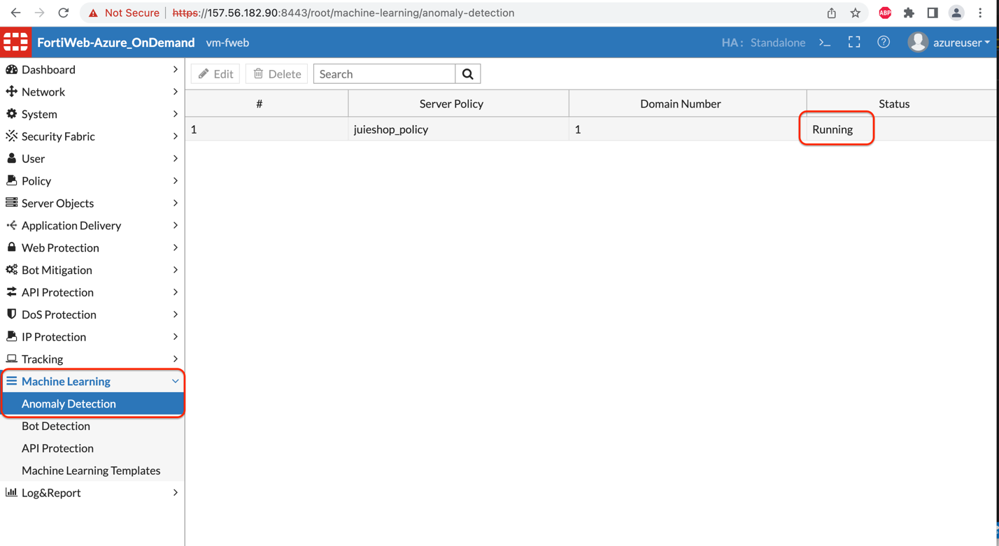 Not Secure https://157.56.182.90:8443/root/machine-learning/anomaly-detection ABP
FortiWeb-Azure_OnDemand vm-fweb HA: Standalone >_ ? azureuser
Dashboard
Network
System
Security Fabric
User
Policy
Server Objects
Application Delivery
Web Protection
Bot Mitigation
API Protection
DoS Protection
IP Protection
Tracking
Machine Learning
Anomaly Detection
Bot Detection
API Protection
Machine Learning Templates
Log&Report
Edit Delete Search
# Server Policy Domain Number Status
1 juieshop_policy 1 Running